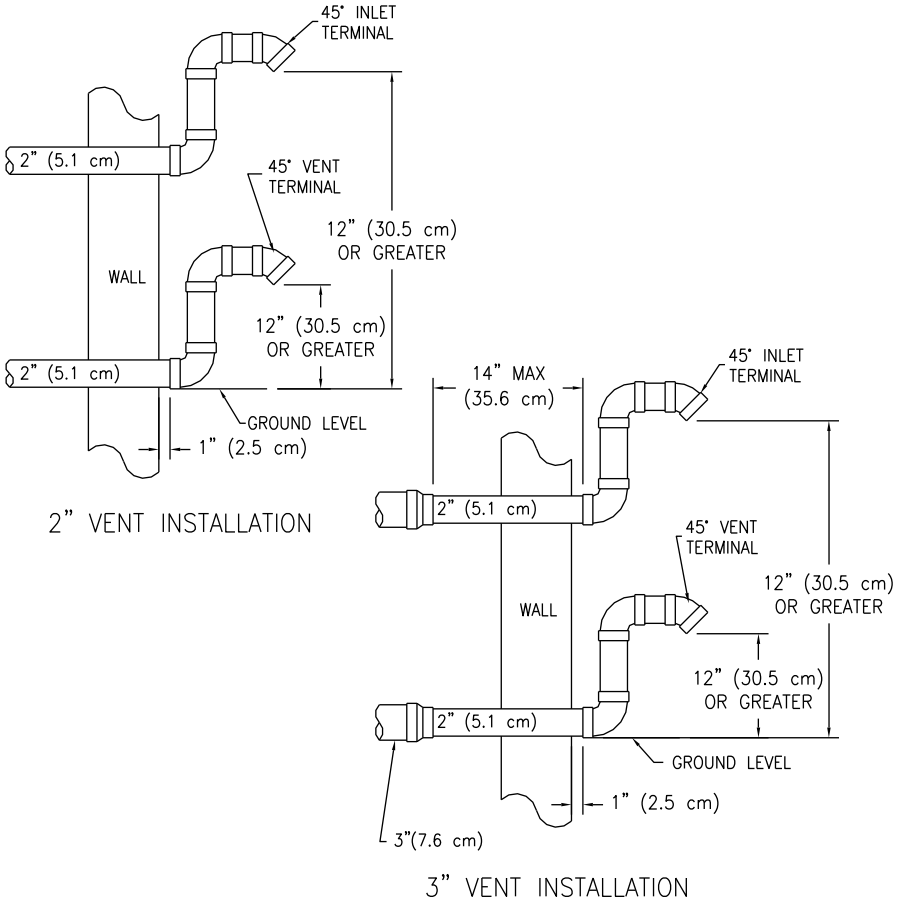 45° INLET
TERMINAL
2” (5.1 cm)
45° VENT
TERMINAL
12” (30.5 cm)
OR GREATER
WALL
12” (30.5 cm)
OR GREATER
2” (5.1 cm)
GROUND LEVEL
1” (2.5 cm)
2” VENT INSTALLATION
45° INLET
TERMINAL
14” MAX
(35.6 cm)
2” (5.1 cm)
45° VENT
TERMINAL
12” (30.5 cm)
OR GREATER
WALL
12” (30.5 cm)
OR GREATER
2” (5.1 cm)
GROUND LEVEL
1” (2.5 cm)
3”(7.6 cm)
3” VENT INSTALLATION